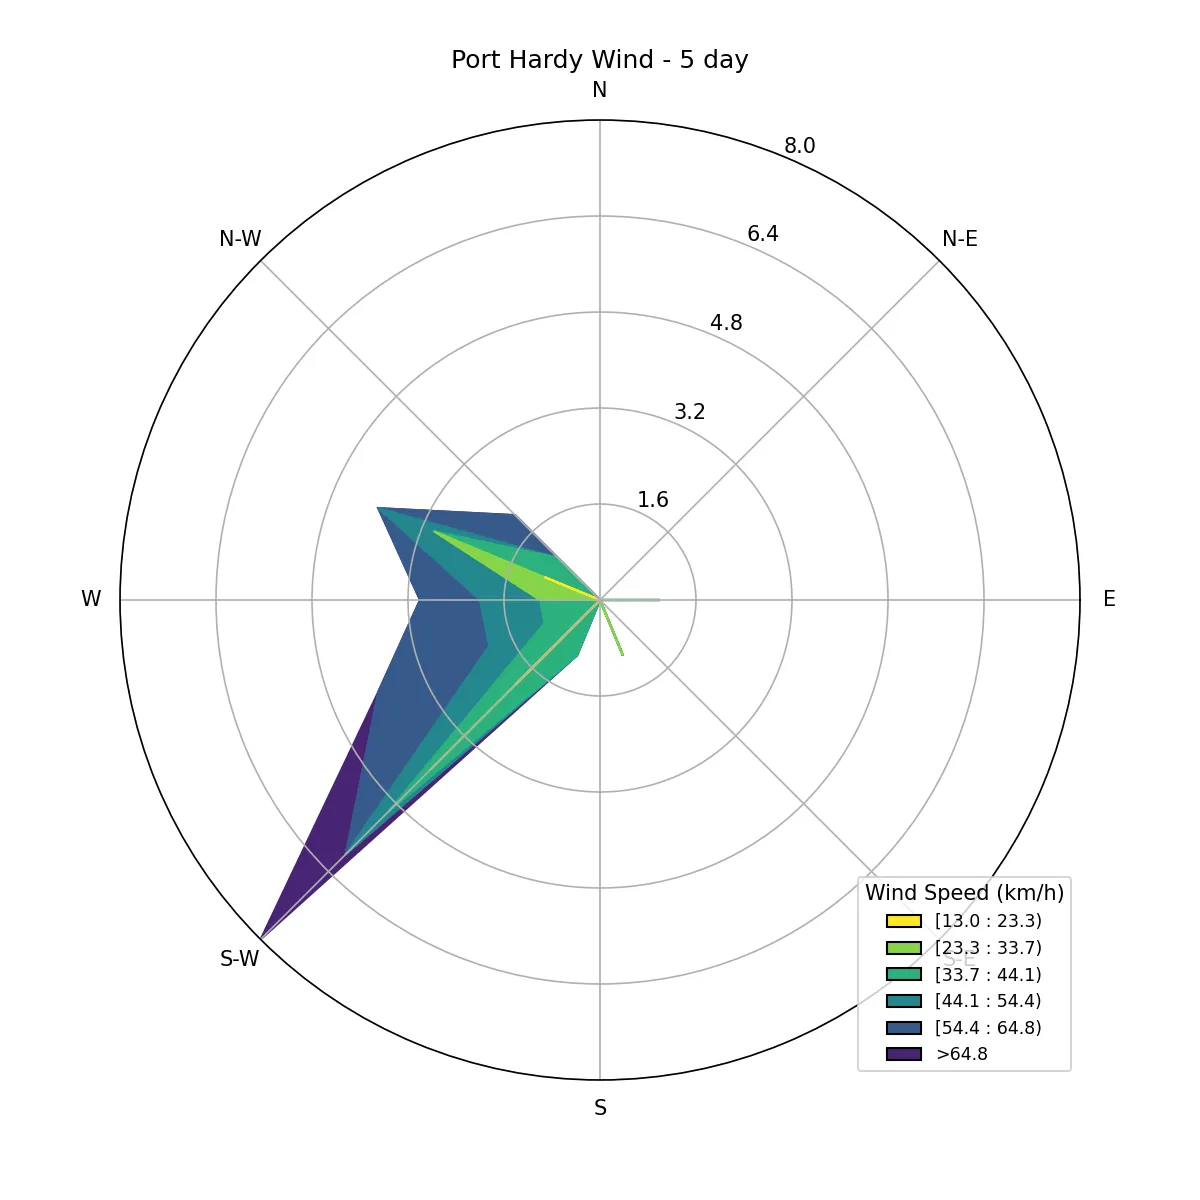 Port Hardy Wind - 5 day
N
8.0
N-W
N-E
6.4
4.8
3.2
1.6
W
E
S-W
S-E
S
Wind Speed (km/h)
[13.0 : 23.3)
[23.3 : 33.7)
[33.7 : 44.1)
[44.1 : 54.4)
[54.4 : 64.8)
>64.8